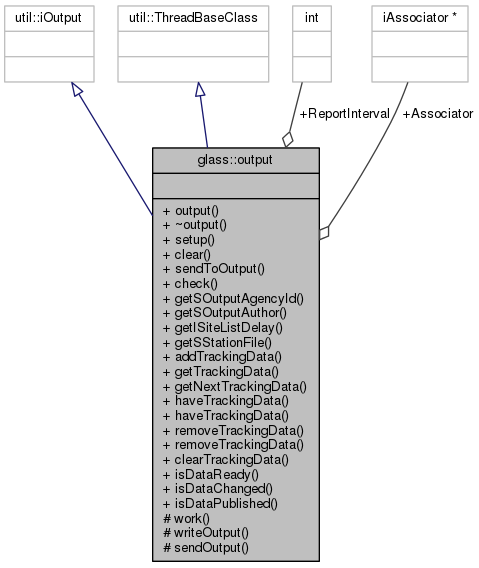 util::iOutput
util::ThreadBaseClass
int
iAssociator *
+ReportInterval
+Associator
glass::output
+ output()
+ ~output()
+ setup()
+ clear()
+ sendToOutput()
+ check()
+ getSOutputAgencyId()
+ getSOutputAuthor()
+ getISiteListDelay()
+ getSStationFile()
+ addTrackingData()
+ getTrackingData()
+ getNextTrackingData()
+ haveTrackingData()
+ haveTrackingData()
+ removeTrackingData()
+ removeTrackingData()
+ clearTrackingData()
+ isDataReady()
+ isDataChanged()
+ isDataPublished()
# work()
# writeOutput()
# sendOutput()